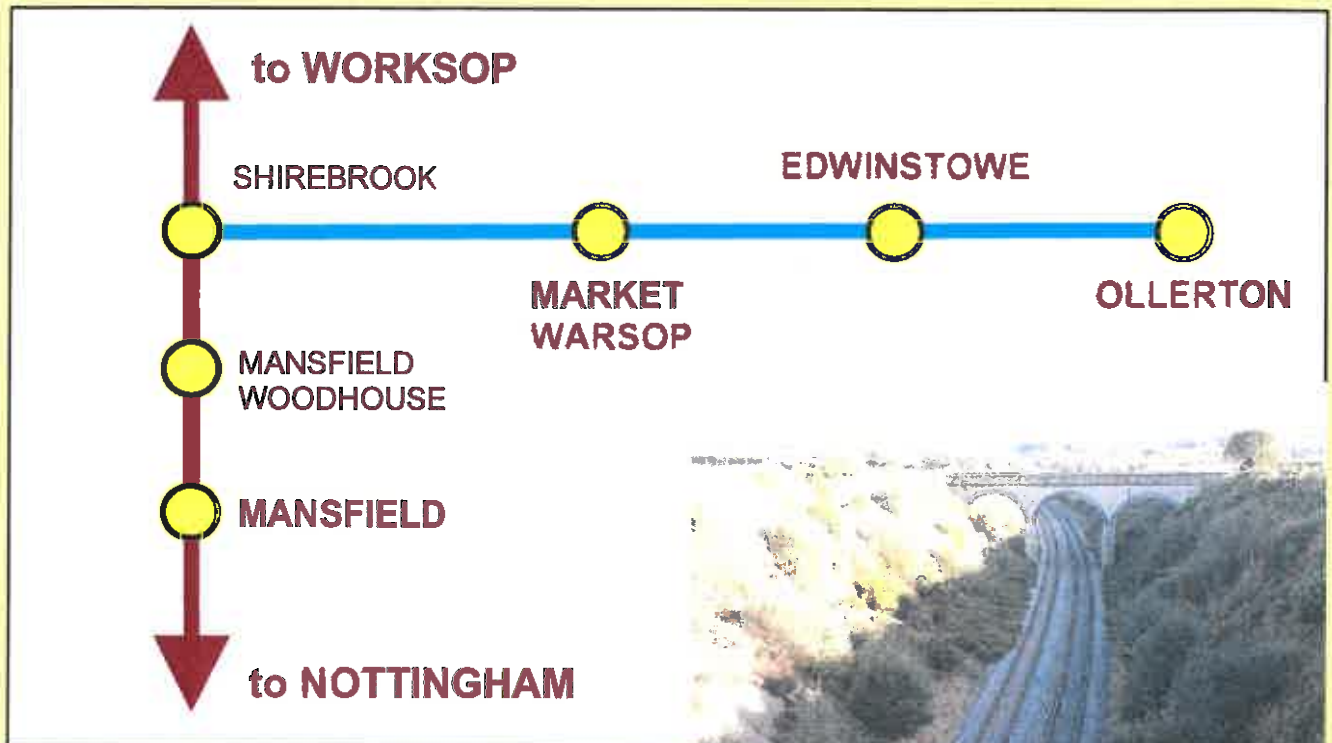 to WORKSOP
SHIREBROOK
EDWINSTOWE
MARKET
WARSOP
OLLERTON
MANSFIELD
WOODHOUSE
MANSFIELD
to NOTTINGHAM